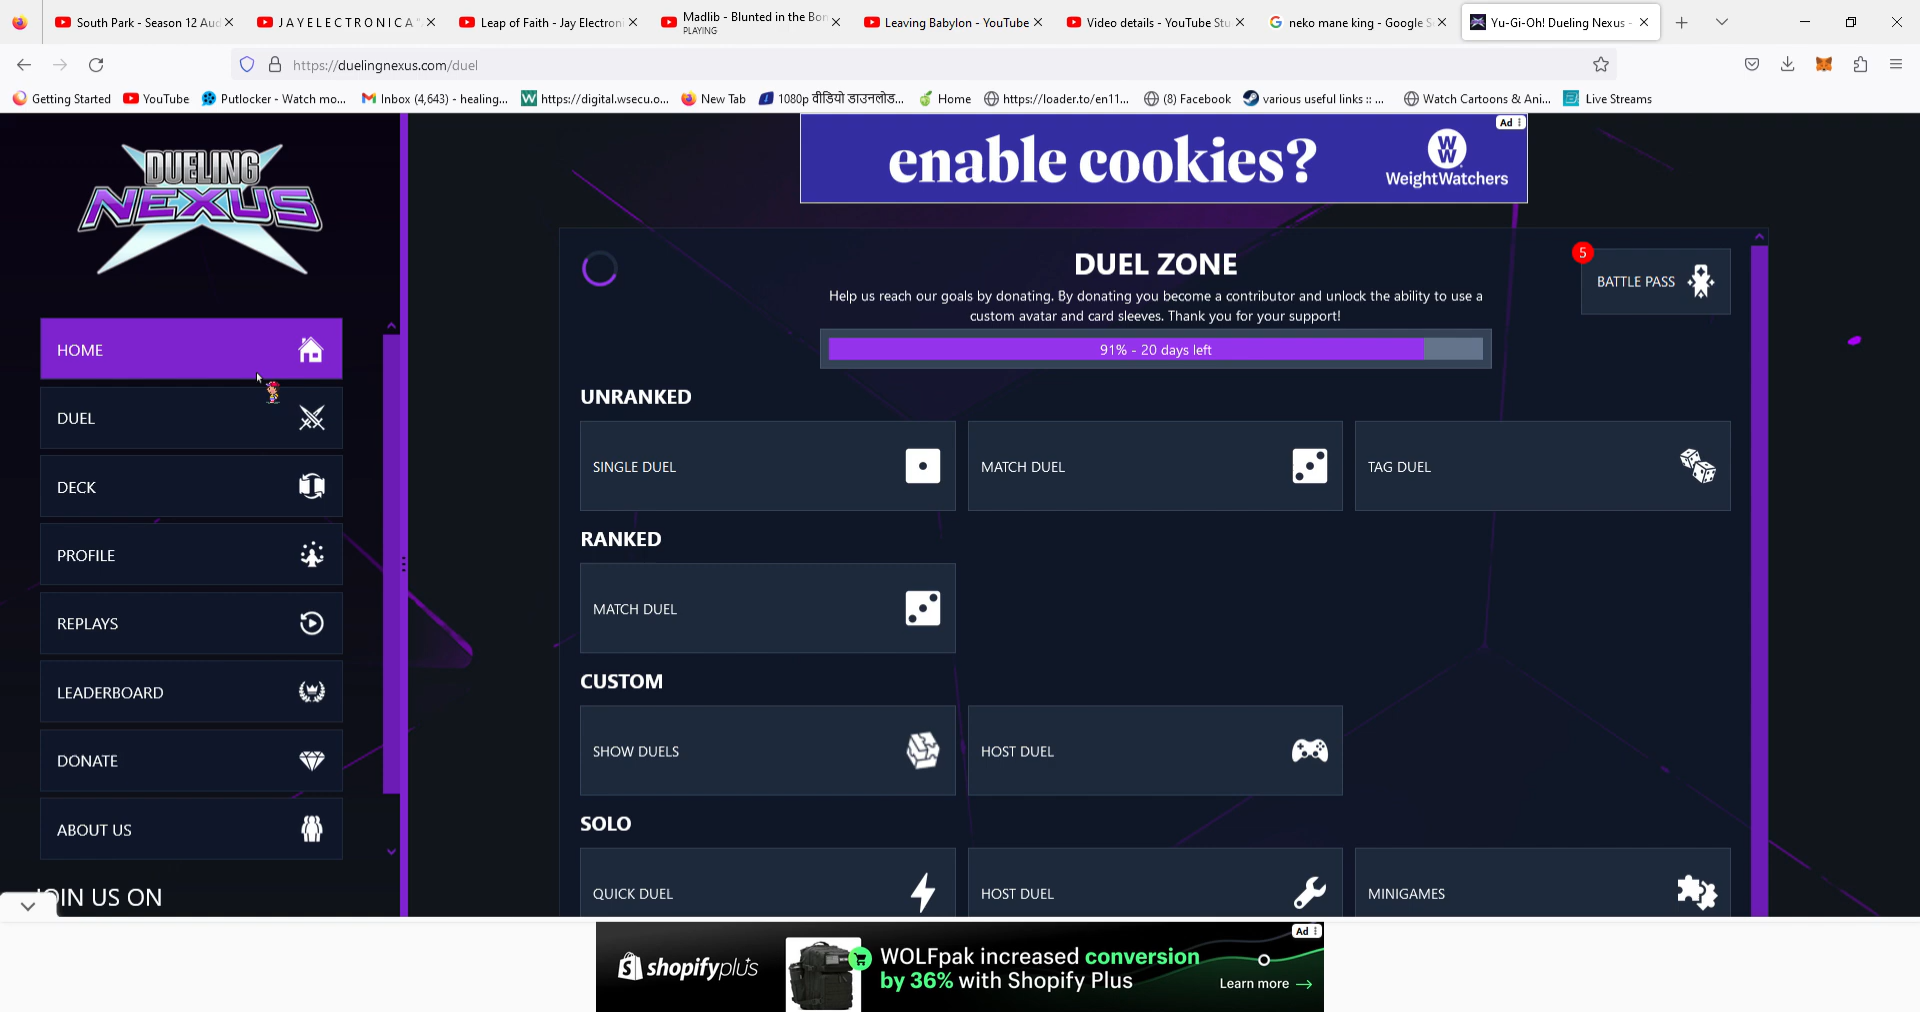 South Park - Season 12 Aud
J A Y E L E C T R O N I C A "
Leap of Faith - Jay Electroni
Madlib - Blunted in the Bon
PLAYING
Leaving Babylon - YouTube
Video details - YouTube Stu
neko mane king - Google S
Yu-Gi-Oh! Dueling Nexus -
https://duelingnexus.com/duel
Getting Started
YouTube
Putlocker - Watch mo...
Inbox (4,643) - healing...
https://digital.wsecu.o...
New Tab
1080p वीडियो डाउनलोड...
Home
https://loader.to/en11...
(8) Facebook
various useful links :: ...
Watch Cartoons & Ani...
Live Streams
DUELING
NEXUS
enable cookies?
WW
WeightWatchers
Ad
HOME
DUEL
DECK
PROFILE
REPLAYS
LEADERBOARD
DONATE
ABOUT US
JOIN US ON
DUEL ZONE
5
BATTLE PASS
Help us reach our goals by donating. By donating you become a contributor and unlock the ability to use a
custom avatar and card sleeves. Thank you for your support!
91% - 20 days left
UNRANKED
SINGLE DUEL
MATCH DUEL
TAG DUEL
RANKED
MATCH DUEL
CUSTOM
SHOW DUELS
HOST DUEL
SOLO
QUICK DUEL
HOST DUEL
MINIGAMES
shopifyplus
WOLFpak increased conversion
by 36% with Shopify Plus
Learn more →
Ad